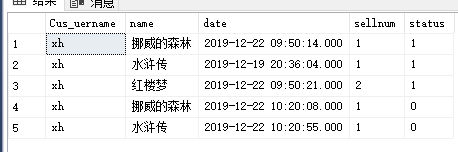 结果 消息
Cus_uername name date sellnum status
1 xh 挪威的森林 2019-12-22 09:50:14.000 1 1
2 xh 水浒传 2019-12-19 20:36:04.000 1 1
3 xh 红楼梦 2019-12-22 09:50:21.000 2 1
4 xh 挪威的森林 2019-12-22 10:20:08.000 1 0
5 xh 水浒传 2019-12-22 10:20:55.000 1 0